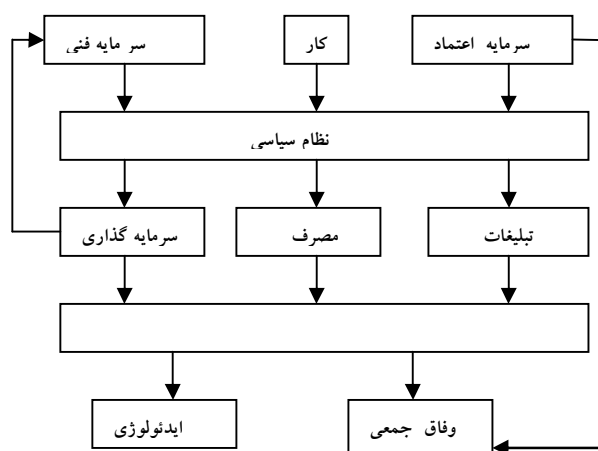 سرمایه اعتماد
کار
سر مایه فنی
نظام سیاسی
تبلیغات
مصرف
سرمایه گذاری
وفاق جمعی
ایدئولوژی